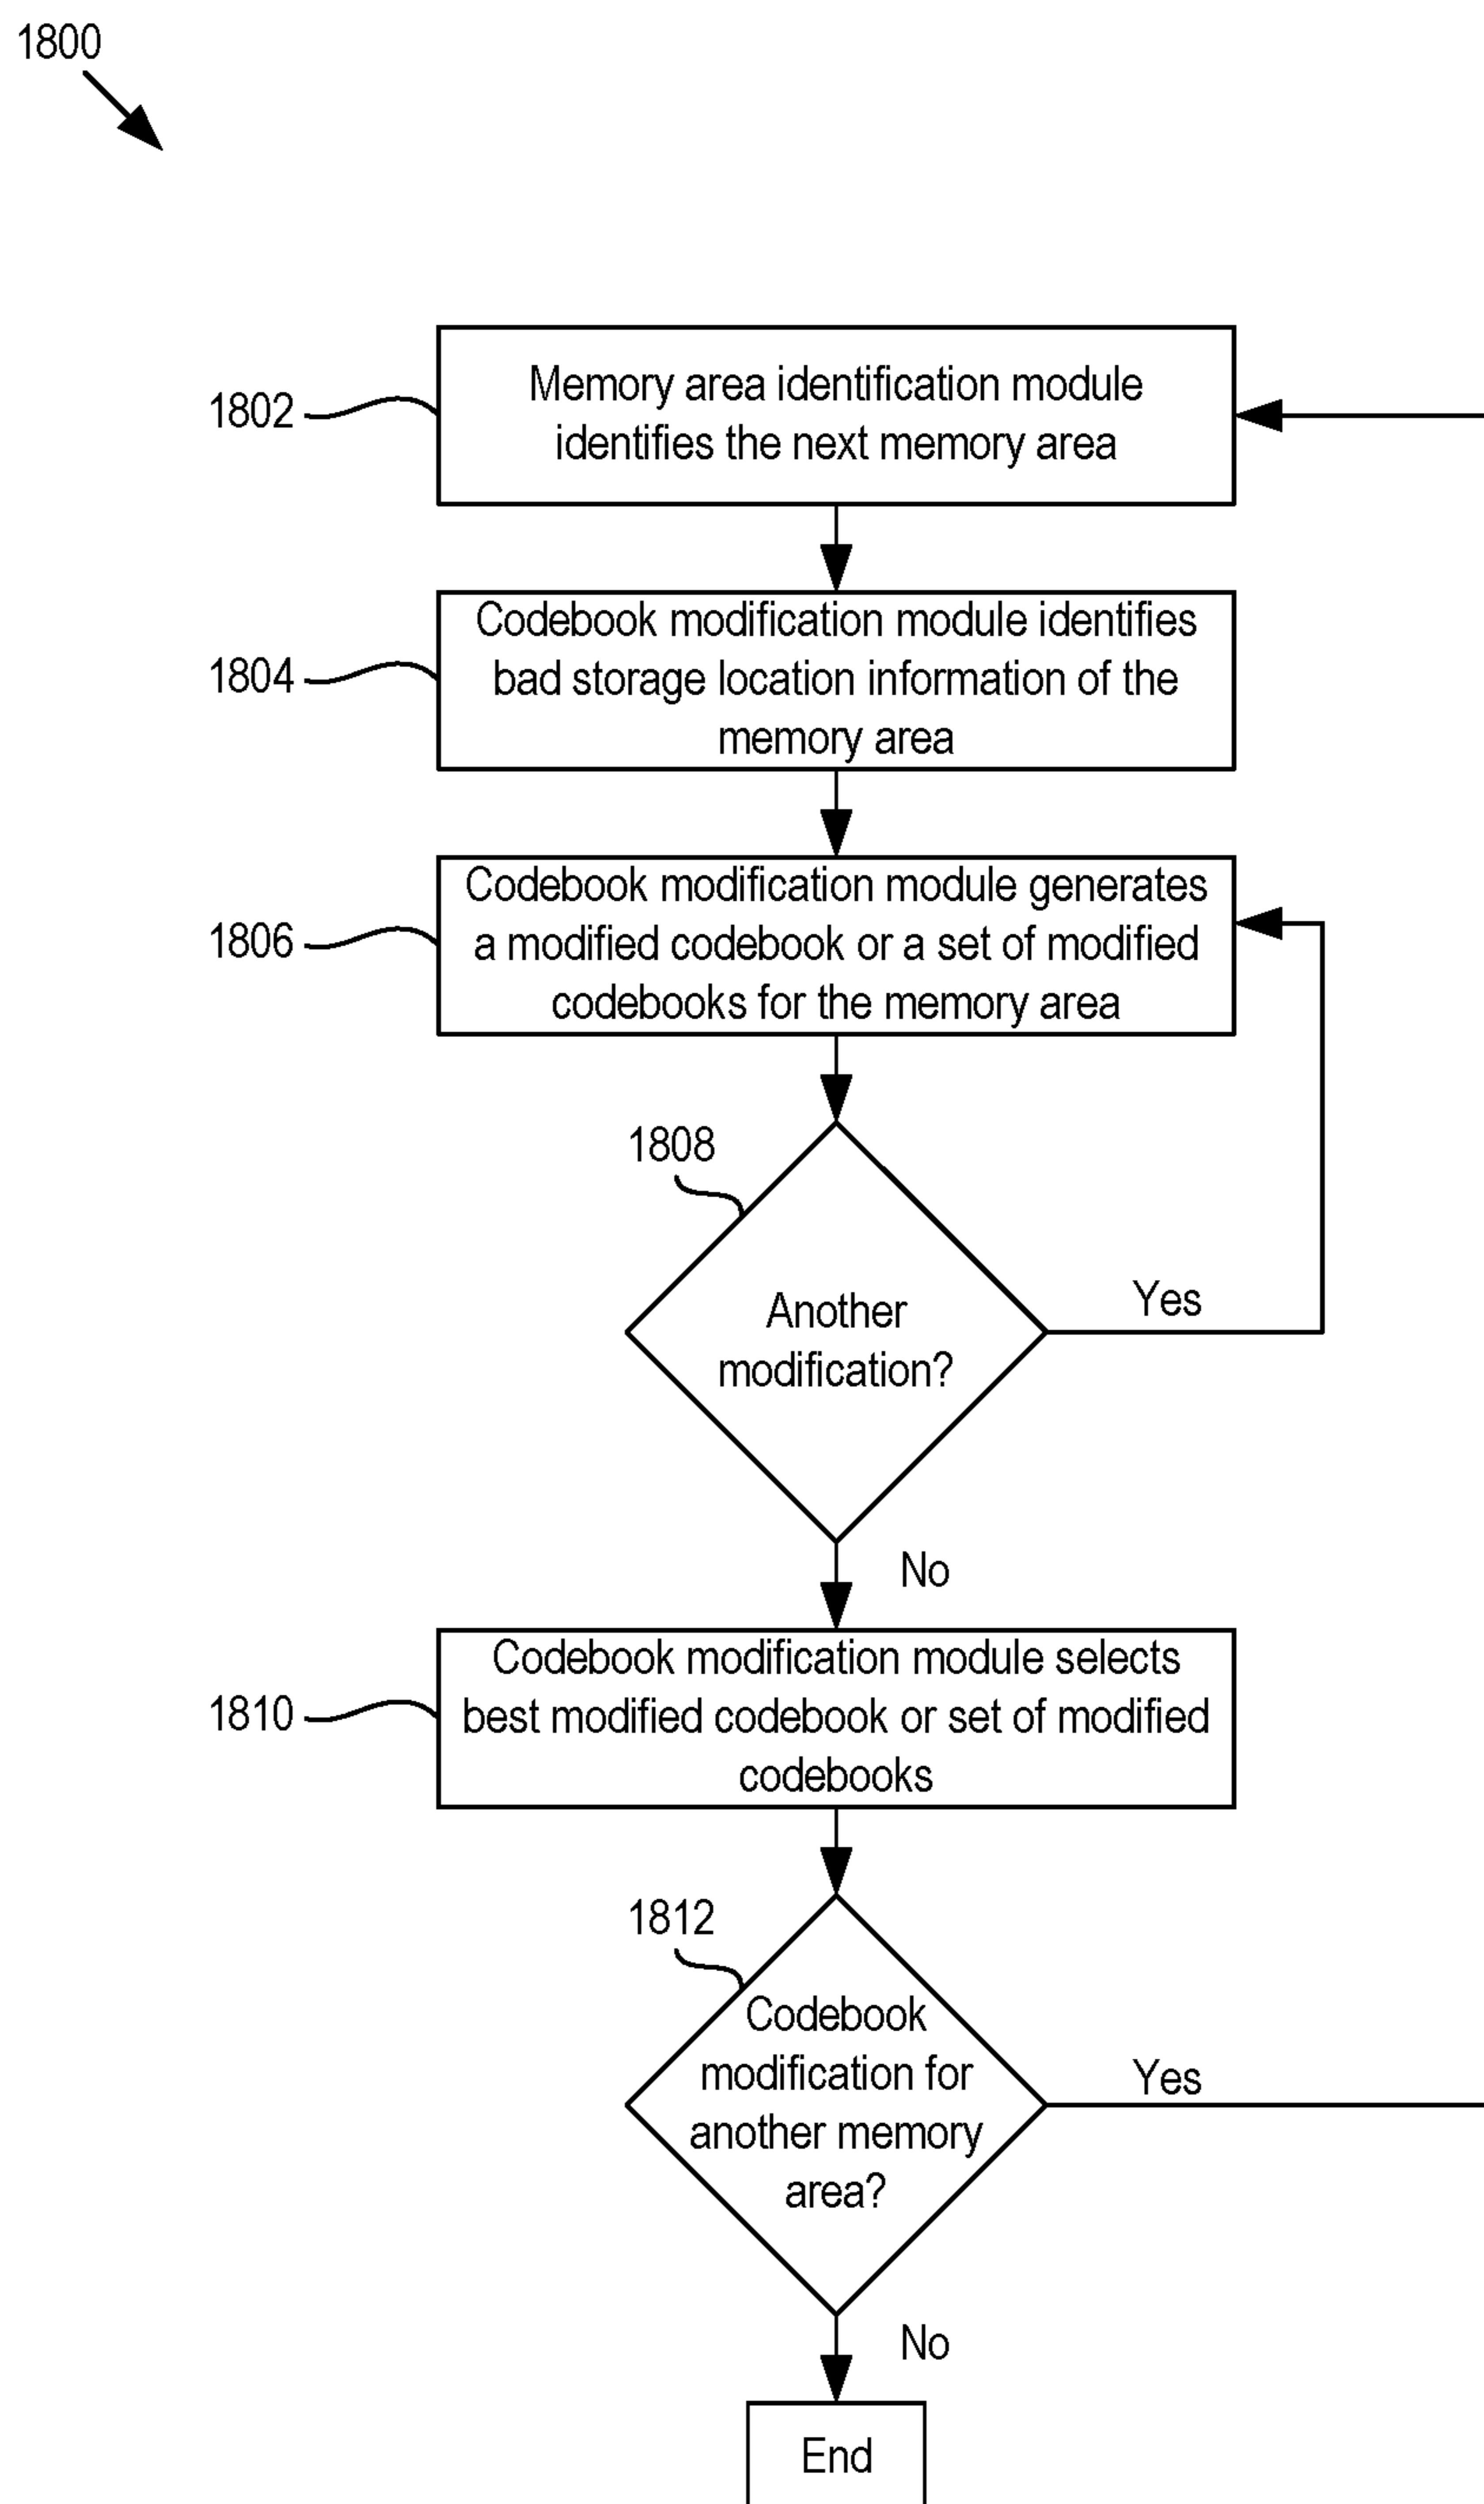 1800
Memory area identification module
identifies the next memory area
1802
Codebook modification module identifies
bad storage location information of the
memory area
1804
Codebook modification module generates
a modified codebook or a set of modified
codebooks for the memory area
1806
1808
Another
modification?
Yes
No
Codebook modification module selects
best modified codebook or set of modified
codebooks
1810
1812
Codebook
modification for
another memory
area?
Yes
No
End